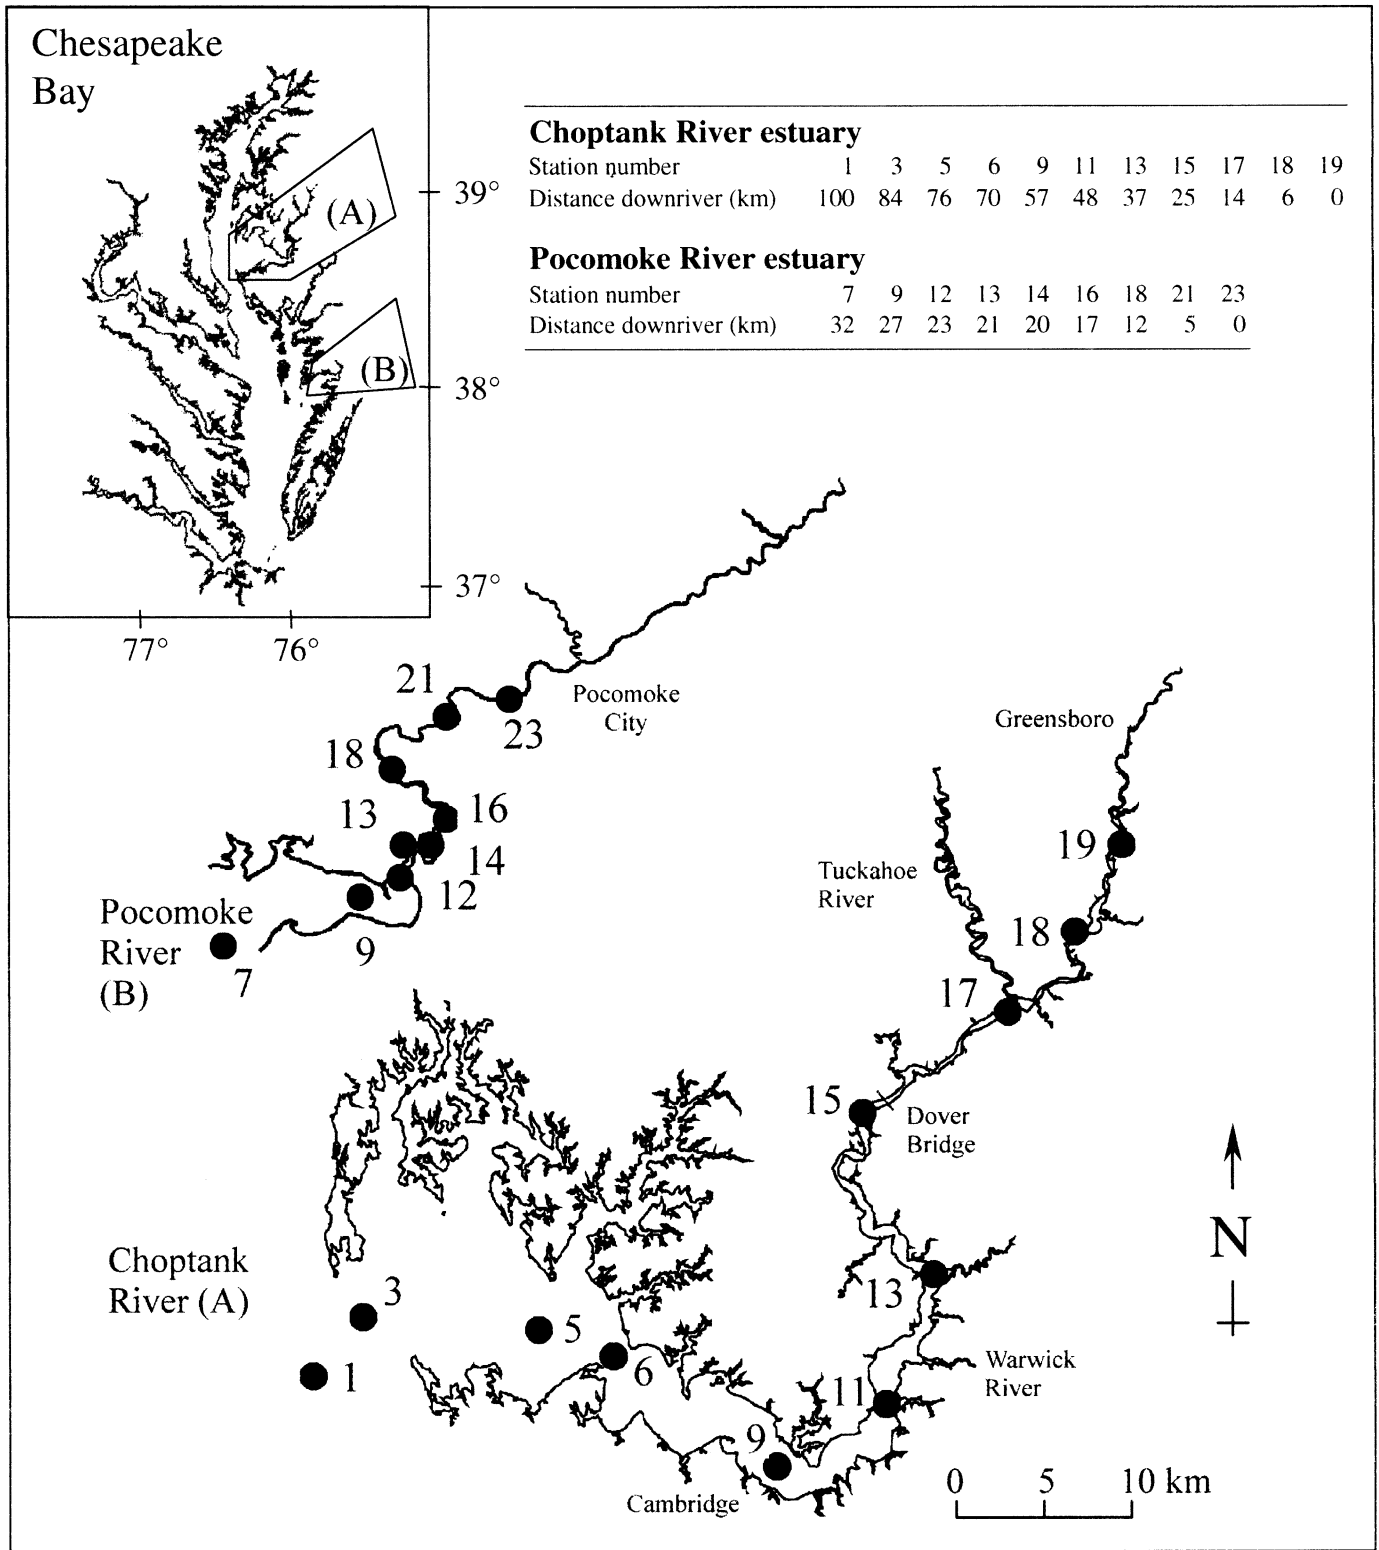 Chesapeake
Bay
(A)
(B)
39°
38°
37°
77°
76°
Choptank River estuary
Station number 1 3 5 6 9 11 13 15 17 18 19
Distance downriver (km) 100 84 76 70 57 48 37 25 14 6 0
Pocomoke River estuary
Station number 7 9 12 13 14 16 18 21 23
Distance downriver (km) 32 27 23 21 20 17 12 5 0
21
Pocomoke
City
23
18
13
16
14
12
9
7
Pocomoke
River
(B)
Greensboro
19
Tuckahoe
River
18
17
15
Dover
Bridge
13
Warwick
River
11
9
Cambridge
Choptank
River (A)
3
5
6
1
N
0 5 10 km